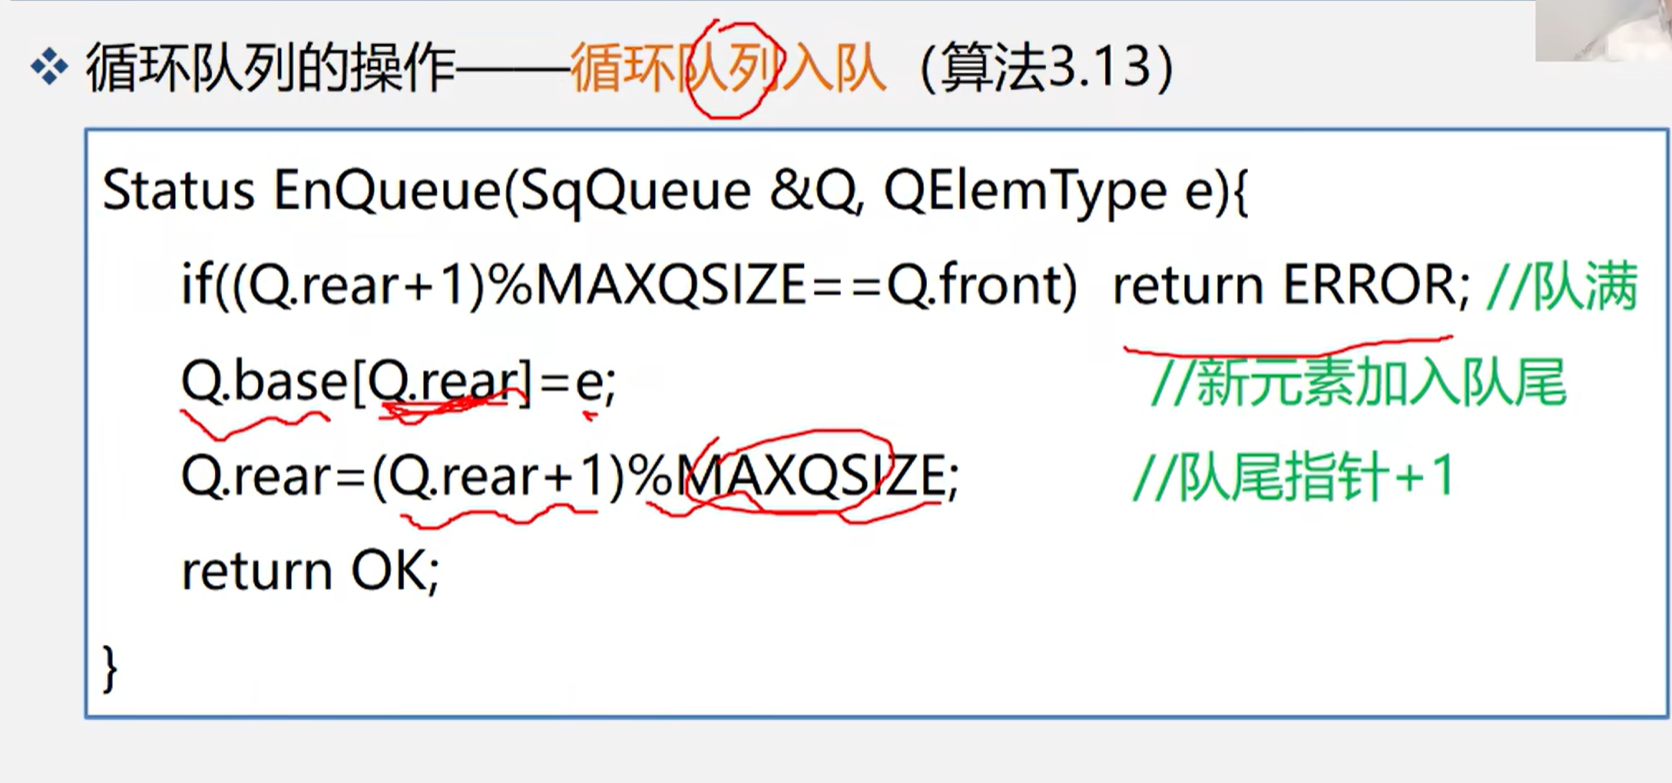 循环队列的操作——循环队列入队（算法3.13）
Status EnQueue(SqQueue &Q, QElemType e){
if((Q.rear+1)%MAXQSIZE==Q.front) return ERROR; //队满
Q.base[Q.rear]=e; //新元素加入队尾
Q.rear=(Q.rear+1)%MAXQSIZE; //队尾指针+1
return OK;
}